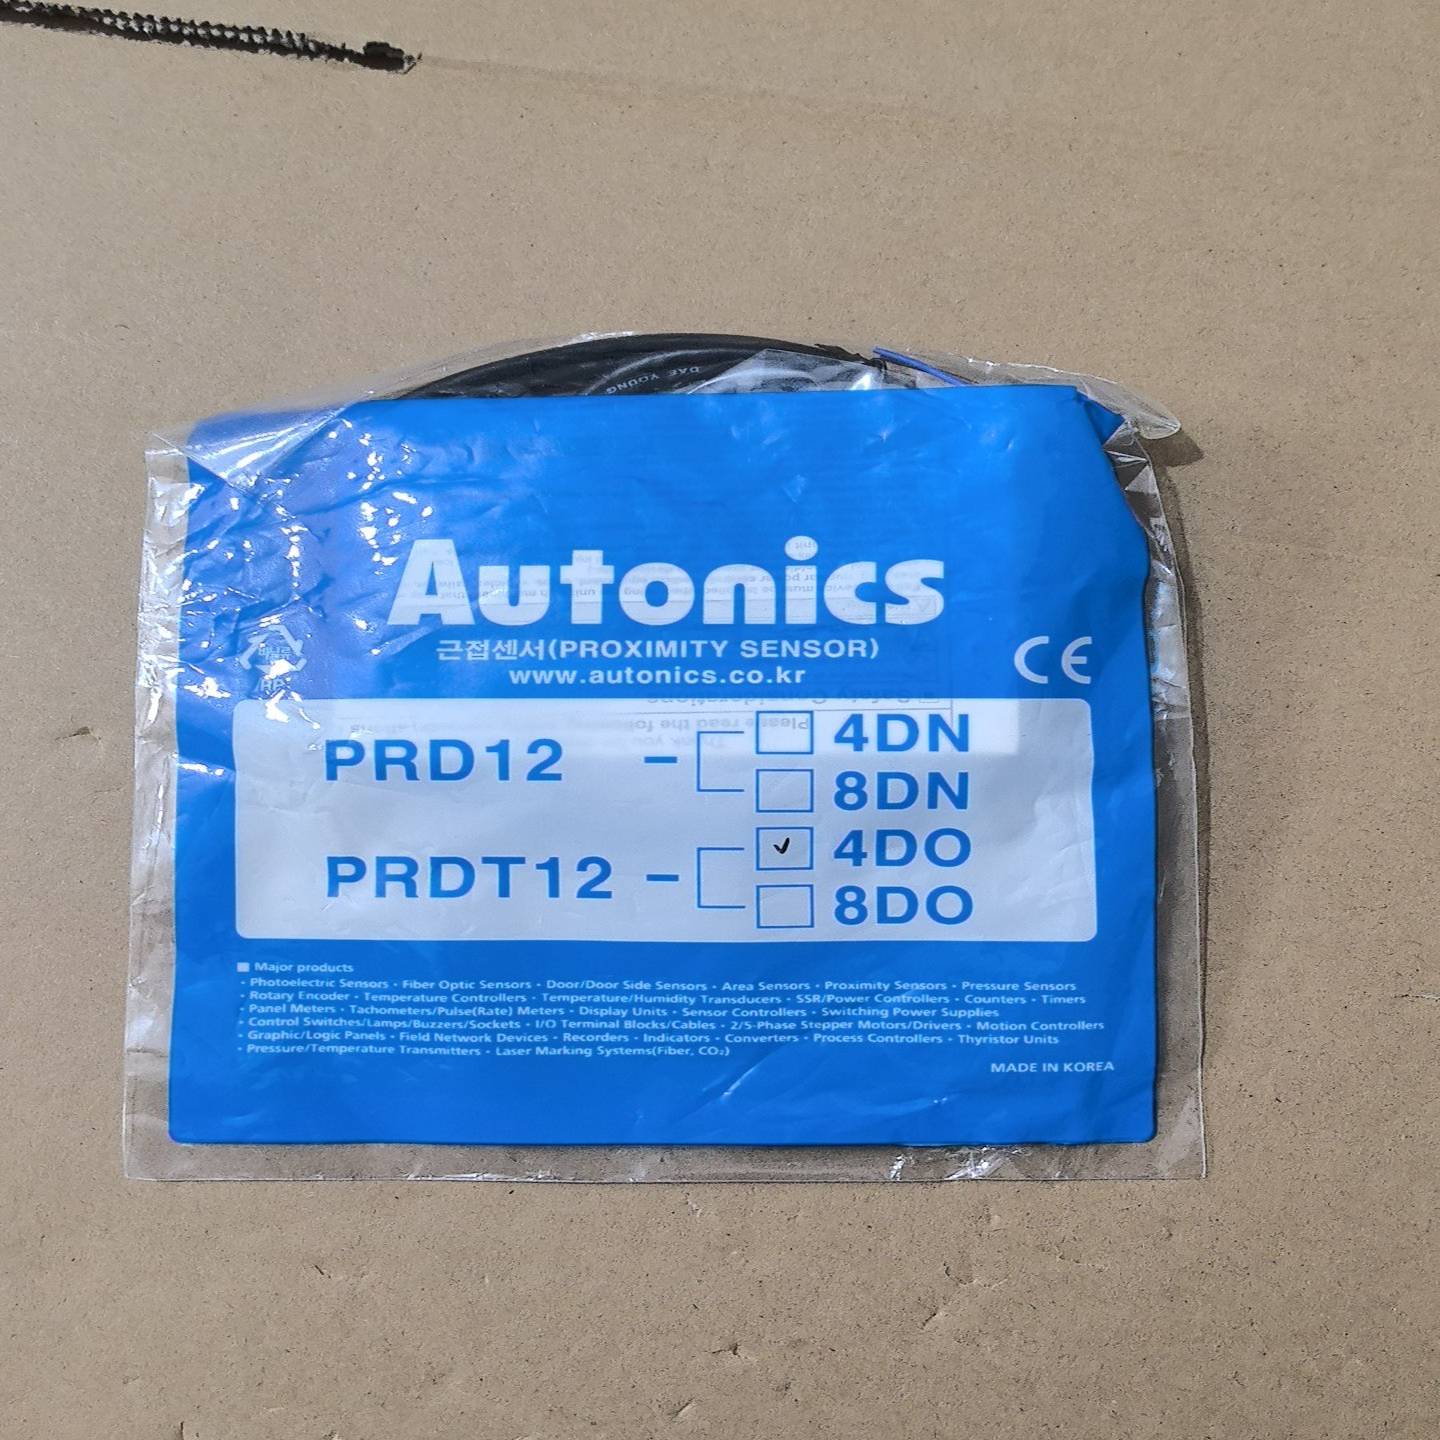 DAE YOUNG
Autonics
근접센서(PROXIMITY SENSOR)
www.autonics.co.kr
CE
PRD12 - 4DN
8DN
PRDT12 - 4DO
8DO
Major products
· Photoelectric Sensors · Fiber Optic Sensors · Door/Door Side Sensors · Area Sensors · Proximity Sensors · Pressure Sensors
· Rotary Encoder · Temperature Controllers · Temperature/Humidity Transducers · SSR/Power Controllers · Counters · Timers
· Panel Meters · Tachometers/Pulse(Rate) Meters · Display Units · Sensor Controllers · Switching Power Supplies
· Control Switches/Lamps/Buzzers/Sockets · I/O Terminal Blocks/Cables · 2/5-Phase Stepper Motors/Drivers · Motion Controllers
· Graphic/Logic Panels · Field Network Devices · Recorders · Indicators · Converters · Process Controllers · Thyristor Units
· Pressure/Temperature Transmitters · Laser Marking Systems(Fiber, CO₂)
MADE IN KOREA